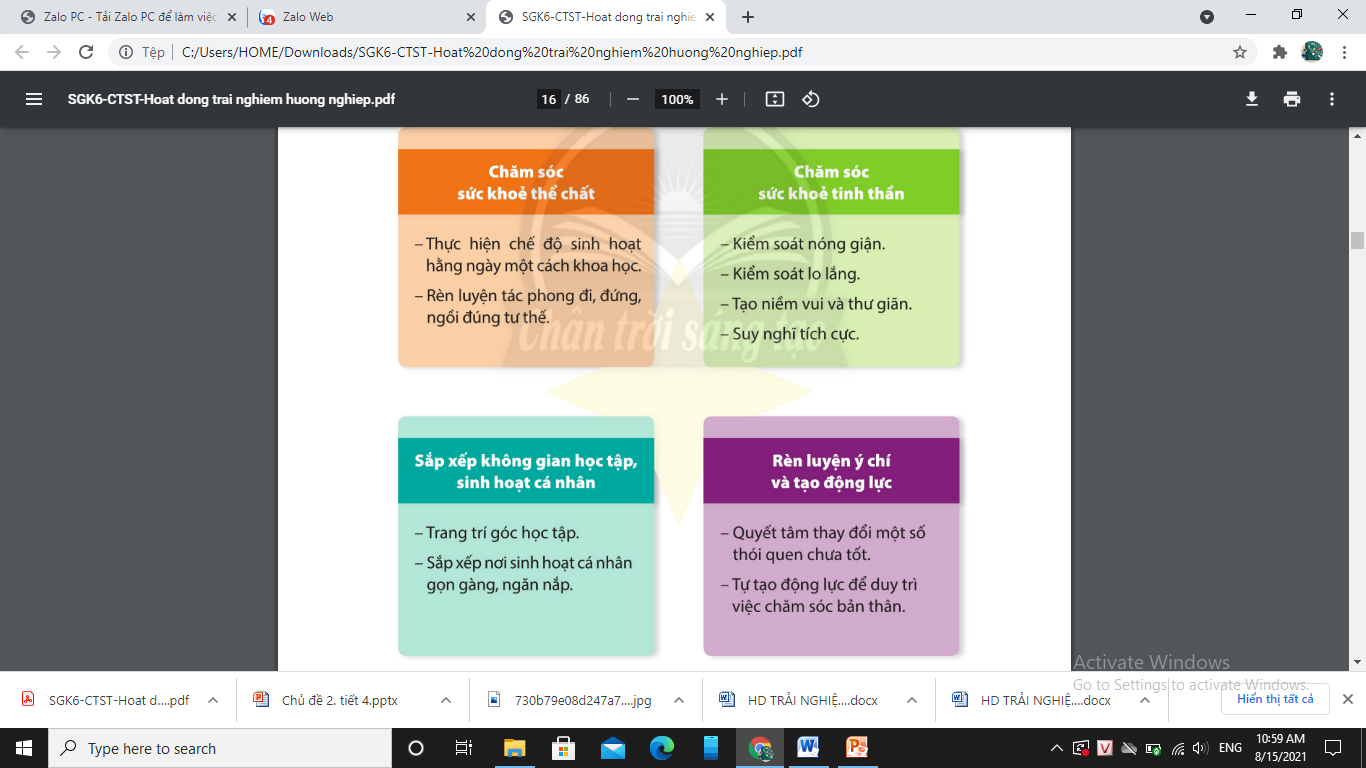 Zalo PC - Tải Zalo PC để làm việc
Zalo Web
SGK6-CTST-Hoat dong trai nghie
Tệp
C:/Users/HOME/Downloads/SGK6-CTST-Hoat%20dong%20trai%20nghiem%20huong%20nghiep.pdf
SGK6-CTST-Hoat dong trai nghiem huong nghiep.pdf
16 / 86
100%
Chăm sóc
sức khoẻ thể chất
– Thực hiện chế độ sinh hoạt
hằng ngày một cách khoa học.
– Rèn luyện tác phong đi, đứng,
ngồi đúng tư thế.
Chăm sóc
sức khoẻ tinh thần
– Kiểm soát nóng giận.
– Kiểm soát lo lắng.
– Tạo niềm vui và thư giãn.
– Suy nghĩ tích cực.
Chân trời sáng tạo
Sắp xếp không gian học tập,
sinh hoạt cá nhân
– Trang trí góc học tập.
– Sắp xếp nơi sinh hoạt cá nhân
gọn gàng, ngăn nắp.
Rèn luyện ý chí
và tạo động lực
– Quyết tâm thay đổi một số
thói quen chưa tốt.
– Tự tạo động lực để duy trì
việc chăm sóc bản thân.
Activate Windows
Go to Settings to activate Windows.
SGK6-CTST-Hoat d....pdf
Chủ đề 2. tiết 4.pptx
730b79e08d247a7....jpg
HD TRẢI NGHIỆ....docx
HD TRẢI NGHIỆ....docx
Hiển thị tất cả
Type here to search
ENG
10:59 AM
8/15/2021